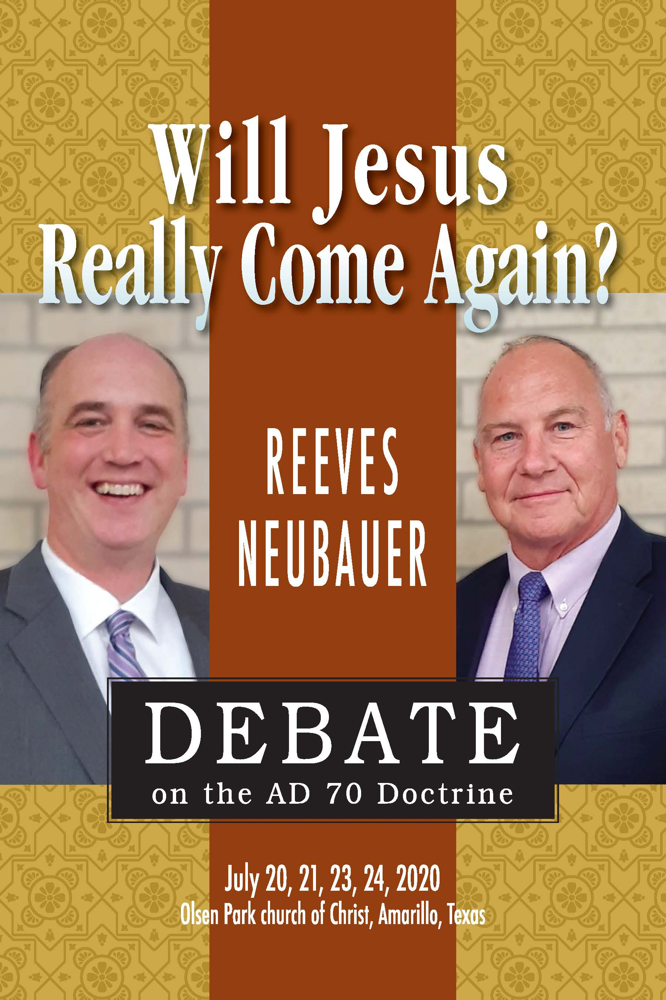 Will Jesus
Really Come Again?
REEVES
NEUBAUER
DEBATE
on the AD 70 Doctrine
July 20, 21, 23, 24, 2020
Olsen Park church of Christ, Amarillo, Texas